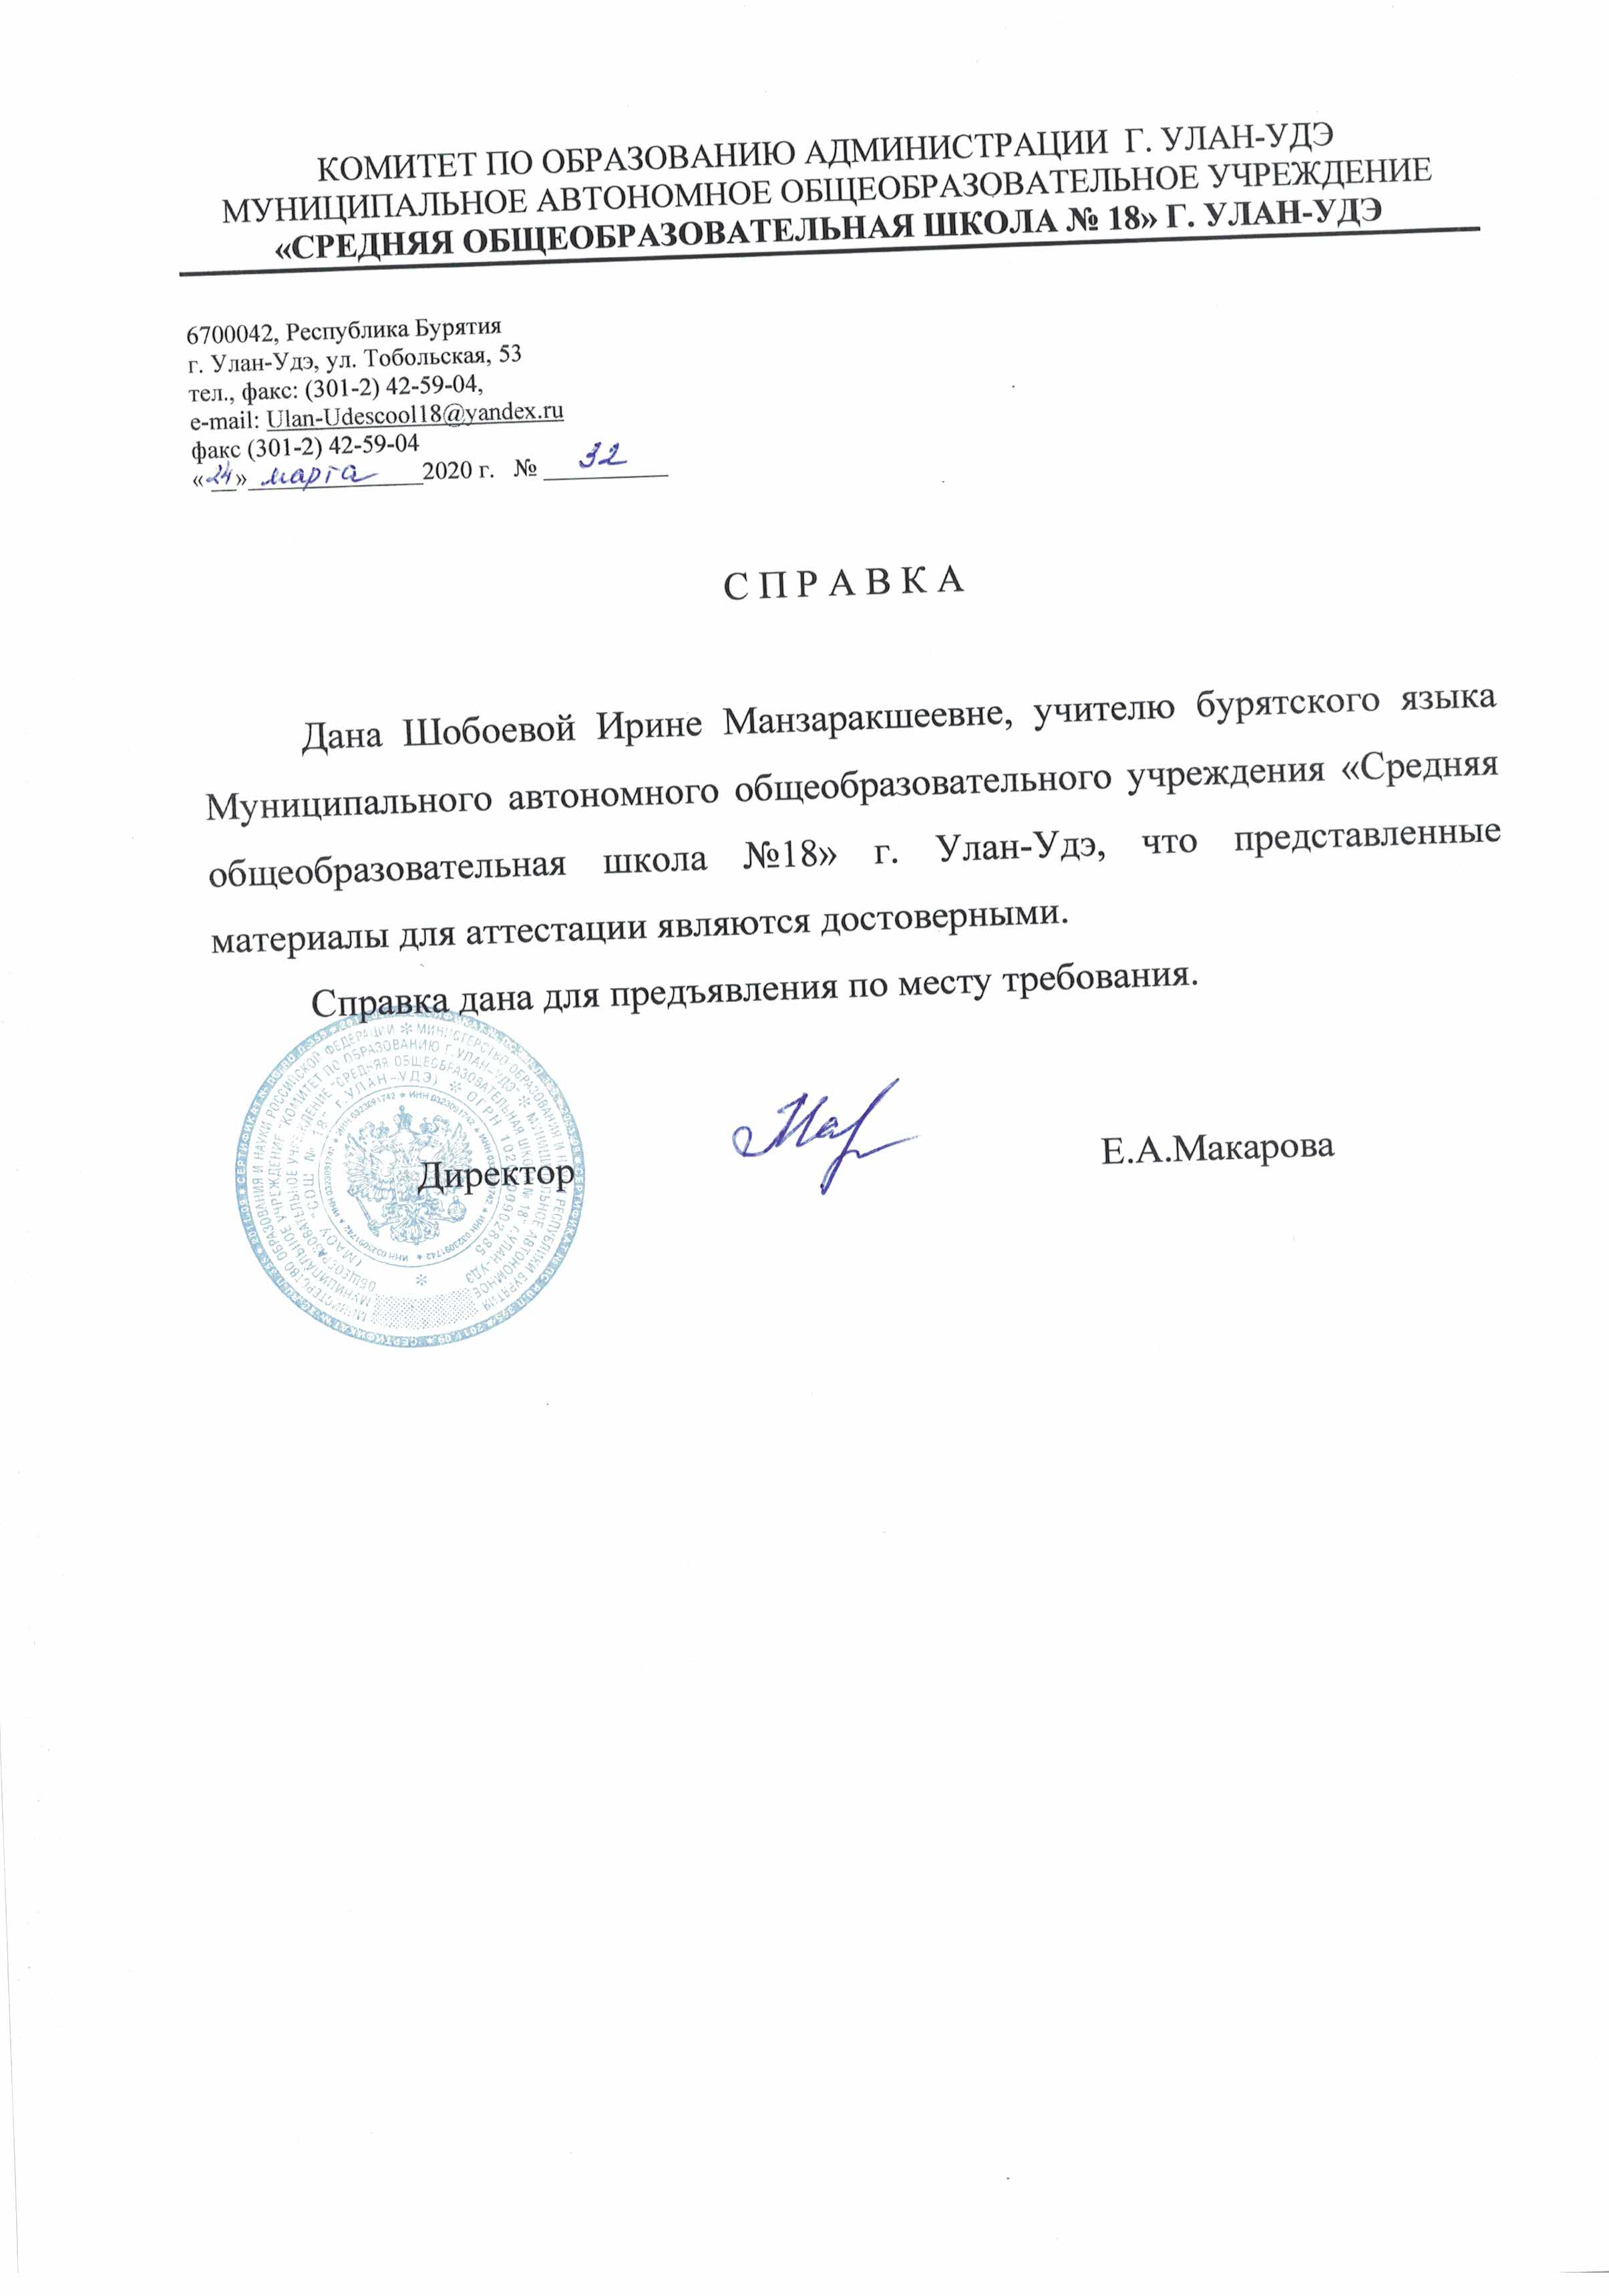 КОМИТЕТ ПО ОБРАЗОВАНИЮ АДМИНИСТРАЦИИ Г. УЛАН-УДЭ
МУНИЦИПАЛЬНОЕ АВТОНОМНОЕ ОБЩЕОБРАЗОВАТЕЛЬНОЕ УЧРЕЖДЕНИЕ
«СРЕДНЯЯ ОБЩЕОБРАЗОВАТЕЛЬНАЯ ШКОЛА № 18» Г. УЛАН-УДЭ
6700042, Республика Бурятия
г. Улан-Удэ, ул. Тобольская, 53
тел., факс: (301-2) 42-59-04,
e-mail: Ulan-Udescool18@yandex.ru
факс (301-2) 42-59-04
«24» марта 2020 г. № 32
СПРАВКА
Дана Шобоевой Ирине Манзаракшеевне, учителю бурятского языка
Муниципального автономного общеобразовательного учреждения «Средняя
общеобразовательная школа №18» г. Улан-Удэ, что представленные
материалы для аттестации являются достоверными.
Справка дана для предъявления по месту требования.
Директор Е.А.Макарова